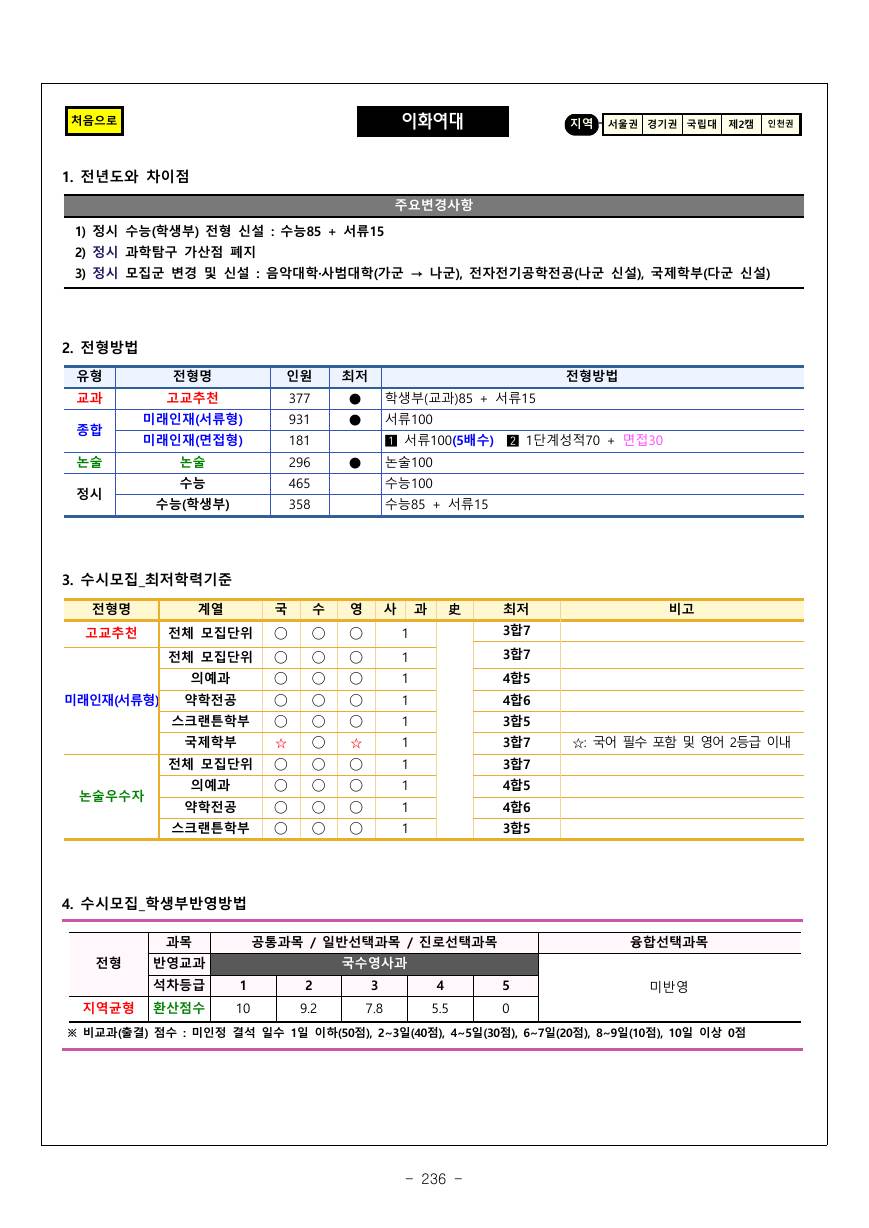 처음으로
이화여대
지역 서울권 경기권 국립대 제2캠 인천권
1. 전년도와 차이점
주요변경사항
1) 정시 수능(학생부) 전형 신설 : 수능85 + 서류15
2) 정시 과학탐구 가산점 폐지
3) 정시 모집군 변경 및 신설 : 음악대학·사범대학(가군 → 나군), 전자전기공학전공(나군 신설), 국제학부(다군 신설)
2. 전형방법
유형 전형명 인원 최저 전형방법
교과 고교추천 377 ● 학생부(교과)85 + 서류15
종합 미래인재(서류형) 931 ● 서류100
미래인재(면접형) 181 1 서류100(5배수) 2 1단계성적70 + 면접30
논술 논술 296 ● 논술100
정시 수능 465 수능100
수능(학생부) 358 수능85 + 서류15
3. 수시모집_최저학력기준
전형명 계열 국 수 영 사 과 史 최저 비고
고교추천 전체 모집단위 ○ ○ ○ 1 3합7
미래인재(서류형) 전체 모집단위 ○ ○ ○ 1 3합7
의예과 ○ ○ ○ 1 4합5
약학전공 ○ ○ ○ 1 4합6
스크랜튼학부 ○ ○ ○ 1 3합5
국제학부 ☆ ○ ☆ 1 3합7 ☆: 국어 필수 포함 및 영어 2등급 이내
논술우수자 전체 모집단위 ○ ○ ○ 1 3합7
의예과 ○ ○ ○ 1 4합5
약학전공 ○ ○ ○ 1 4합6
스크랜튼학부 ○ ○ ○ 1 3합5
4. 수시모집_학생부반영방법
전형 과목 공통과목 / 일반선택과목 / 진로선택과목 융합선택과목
반영교과 국수영사과 미반영
석차등급 1 2 3 4 5
지역균형 환산점수 10 9.2 7.8 5.5 0
※ 비교과(출결) 점수 : 미인정 결석 일수 1일 이하(50점), 2~3일(40점), 4~5일(30점), 6~7일(20점), 8~9일(10점), 10일 이상 0점
- 236 -